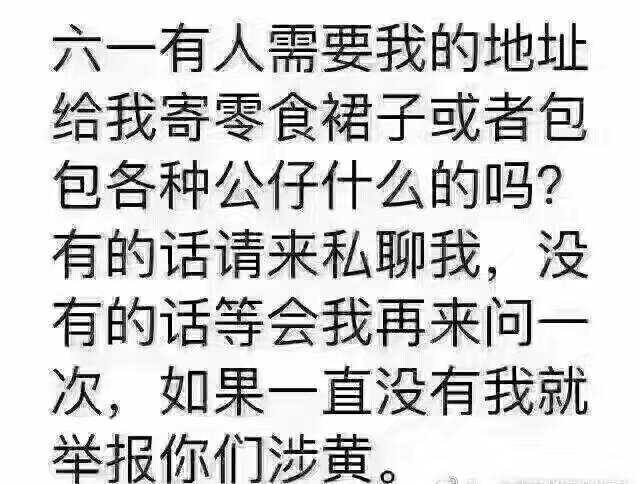 六一有人需要我的地址
给我寄零食裙子或者包
包各种公仔什么的吗？
有的话请来私聊我，没
有的话等会我再来问一
次，如果一直没有我就
举报你们涉黄。